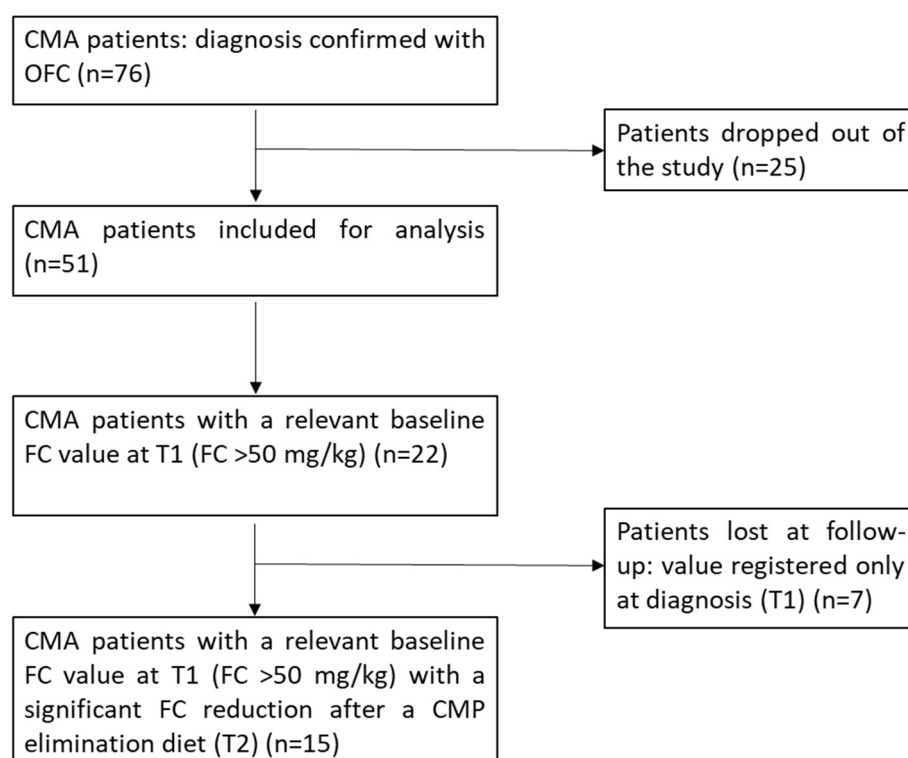 CMA patients: diagnosis confirmed with
OFC (n=76)
Patients dropped out of
the study (n=25)
CMA patients included for analysis
(n=51)
CMA patients with a relevant baseline
FC value at T1 (FC >50 mg/kg) (n=22)
Patients lost at follow-
up: value registered only
at diagnosis (T1) (n=7)
CMA patients with a relevant baseline
FC value at T1 (FC >50 mg/kg) with a
significant FC reduction after a CMP
elimination diet (T2) (n=15)